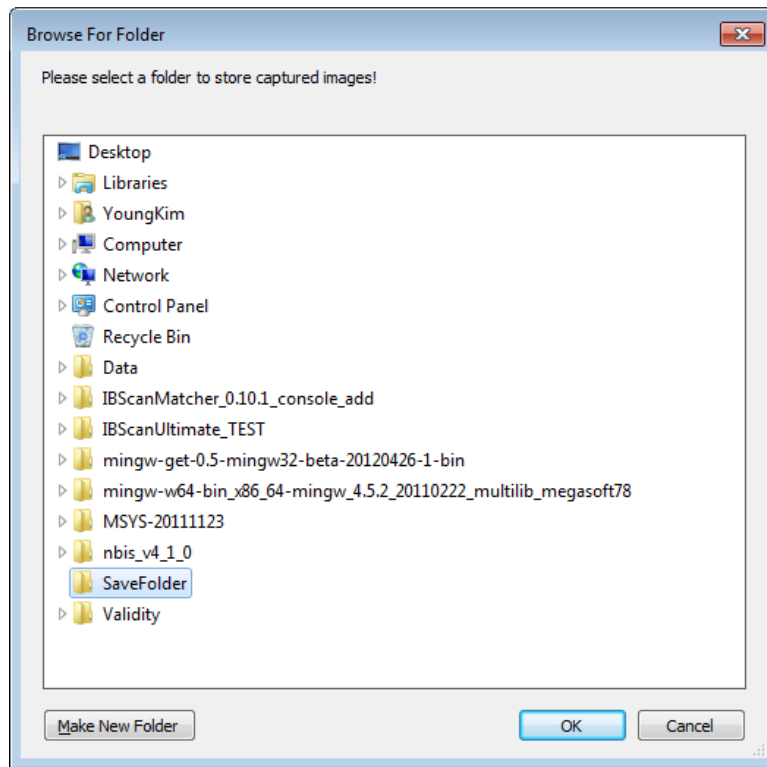 Browse For Folder
Please select a folder to store captured images!
Desktop
Libraries
YoungKim
Computer
Network
Control Panel
Recycle Bin
Data
IBScanMatcher_0.10.1_console_add
IBScanUltimate_TEST
mingw-get-0.5-mingw32-beta-20120426-1-bin
mingw-w64-bin_x86_64-mingw_4.5.2_20110222_multilib_megasoft78
MSYS-20111123
nbis_v4_1_0
SaveFolder
Validity
Make New Folder OK Cancel